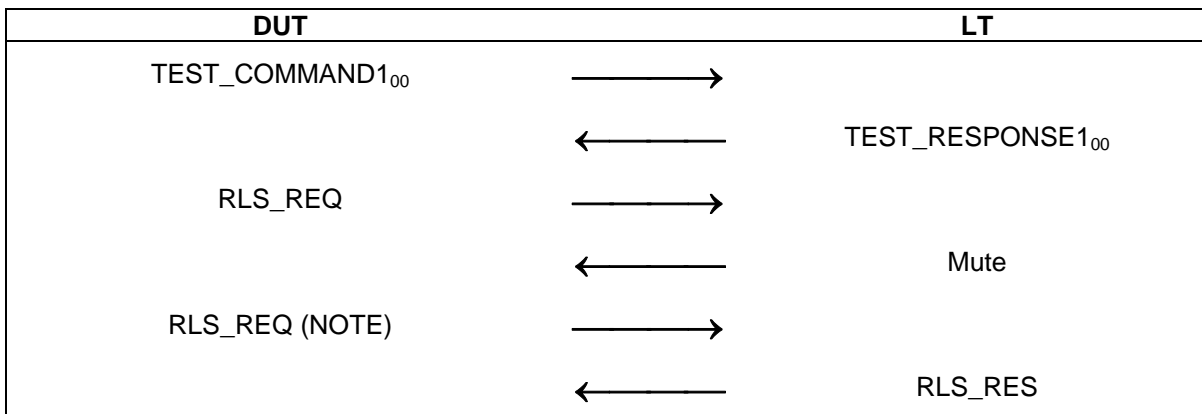 DUT LT
TEST_COMMAND1₀₀
TEST_RESPONSE1₀₀
RLS_REQ
Mute
RLS_REQ (NOTE)
RLS_RES